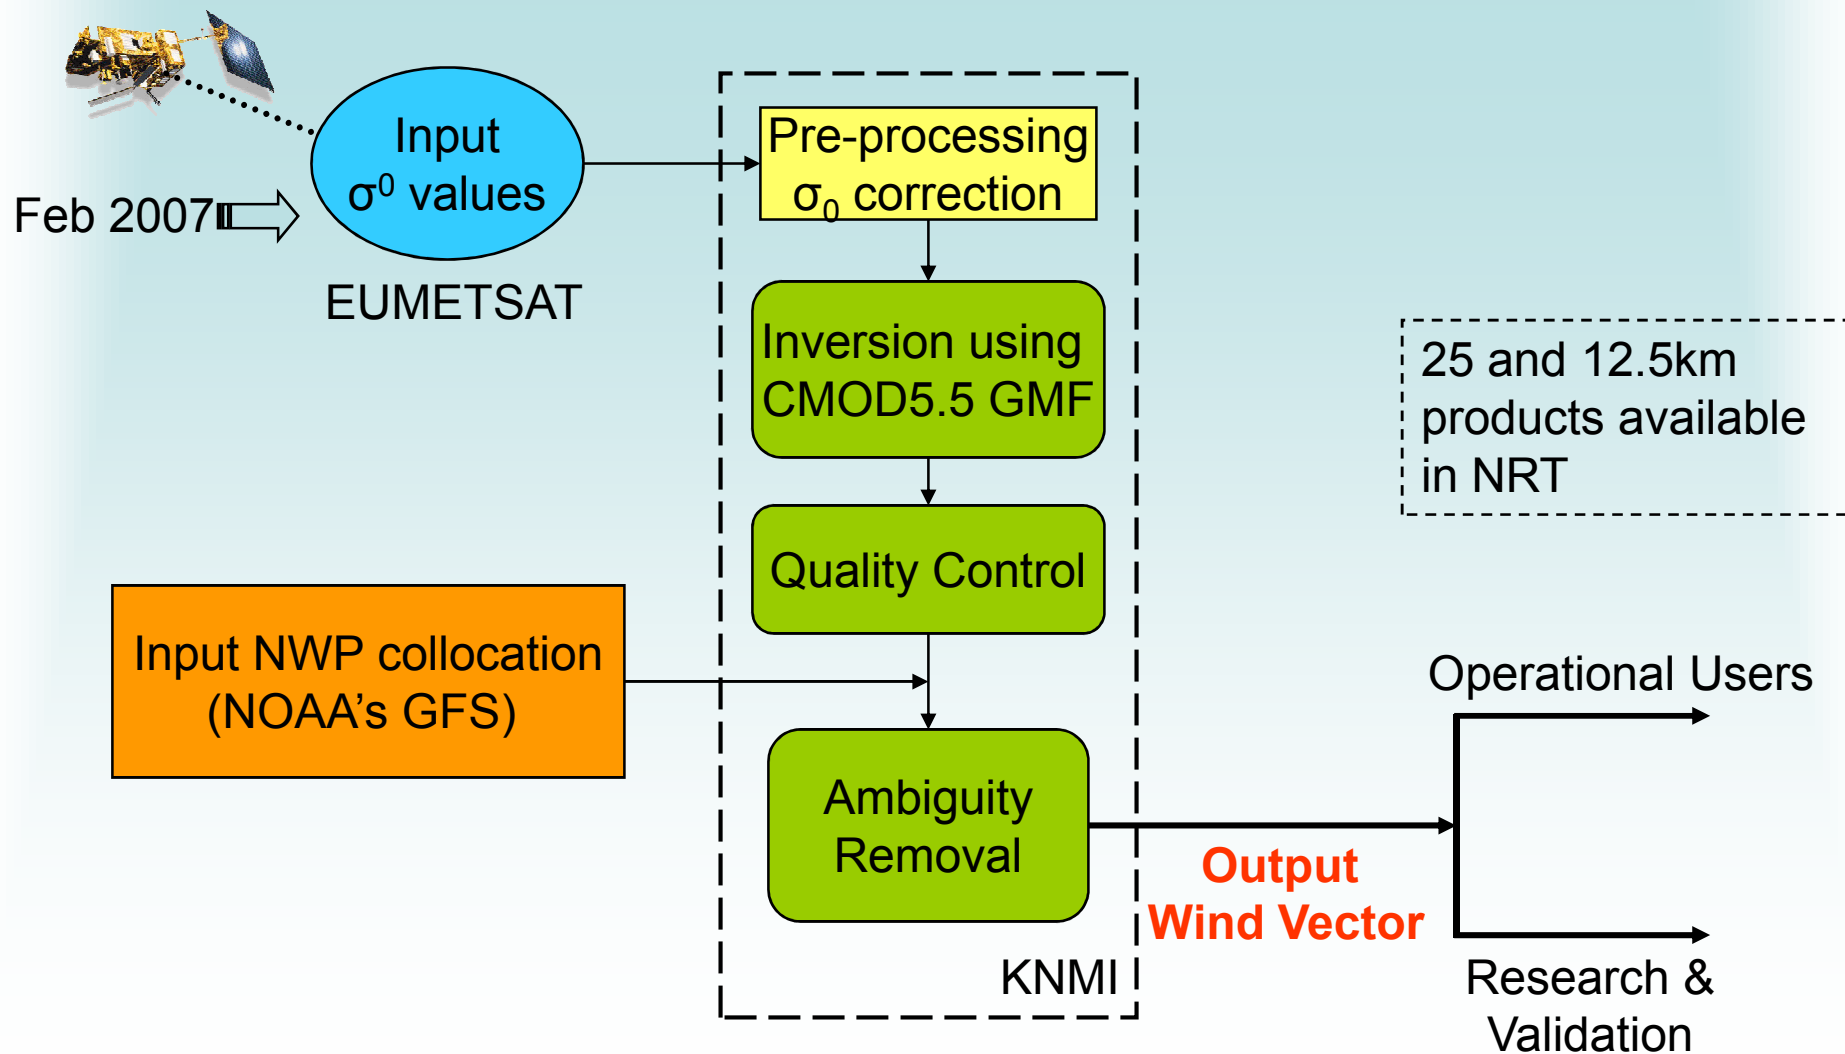 Input
σ⁰ values
Feb 2007
EUMETSAT
Pre-processing
σ₀ correction
Inversion using
CMOD5.5 GMF
Quality Control
Input NWP collocation
(NOAA’s GFS)
Ambiguity
Removal
KNMI
25 and 12.5km
products available
in NRT
Output
Wind Vector
Operational Users
Research &
Validation